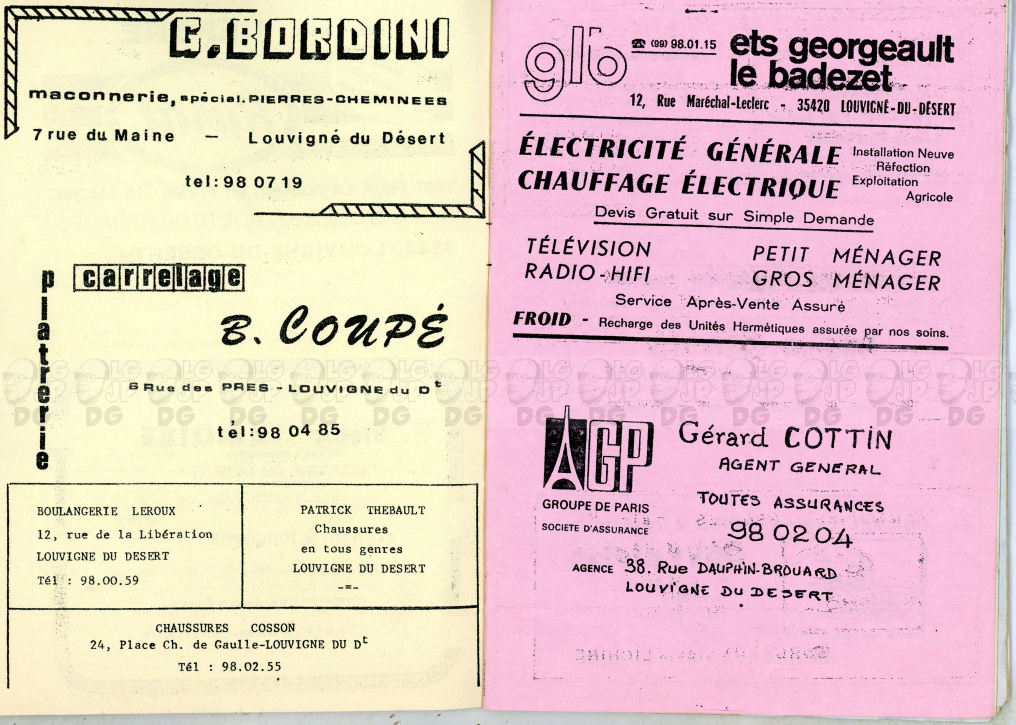 G.BORDINI
maconnerie, spécial. PIERRES-CHEMINEES
7 rue du Maine — Louvigné du Désert
tel: 98 07 19
platrerie
carrelage
B. COUPÉ
6 Rue des PRES - LOUVIGNE du Dt
tél: 98 04 85
BOULANGERIE LEROUX
12, rue de la Libération
LOUVIGNE DU DESERT
Tél : 98.00.59
PATRICK THEBAULT
Chaussures
en tous genres
LOUVIGNE DU DESERT
-=-
CHAUSSURES COSSON
24, Place Ch. de Gaulle-LOUVIGNE DU Dt
Tél : 98.02.55
glb
☎ (99) 98.01.15
ets georgeault
le badezet
12, Rue Maréchal-Leclerc - 35420 LOUVIGNÉ-DU-DÉSERT
ÉLECTRICITÉ GÉNÉRALE
CHAUFFAGE ÉLECTRIQUE
Installation Neuve
Réfection
Exploitation
Agricole
Devis Gratuit sur Simple Demande
TÉLÉVISION
RADIO-HIFI
PETIT MÉNAGER
GROS MÉNAGER
Service Après-Vente Assuré
FROID - Recharge des Unités Hermétiques assurée par nos soins.
AGP
GROUPE DE PARIS
SOCIETE D'ASSURANCE
Gérard COTTIN
AGENT GENERAL
TOUTES ASSURANCES
98 02 04
AGENCE 38. Rue DAUPHIN-BROUARD
LOUVIGNE DU DESERT
LG JP DG